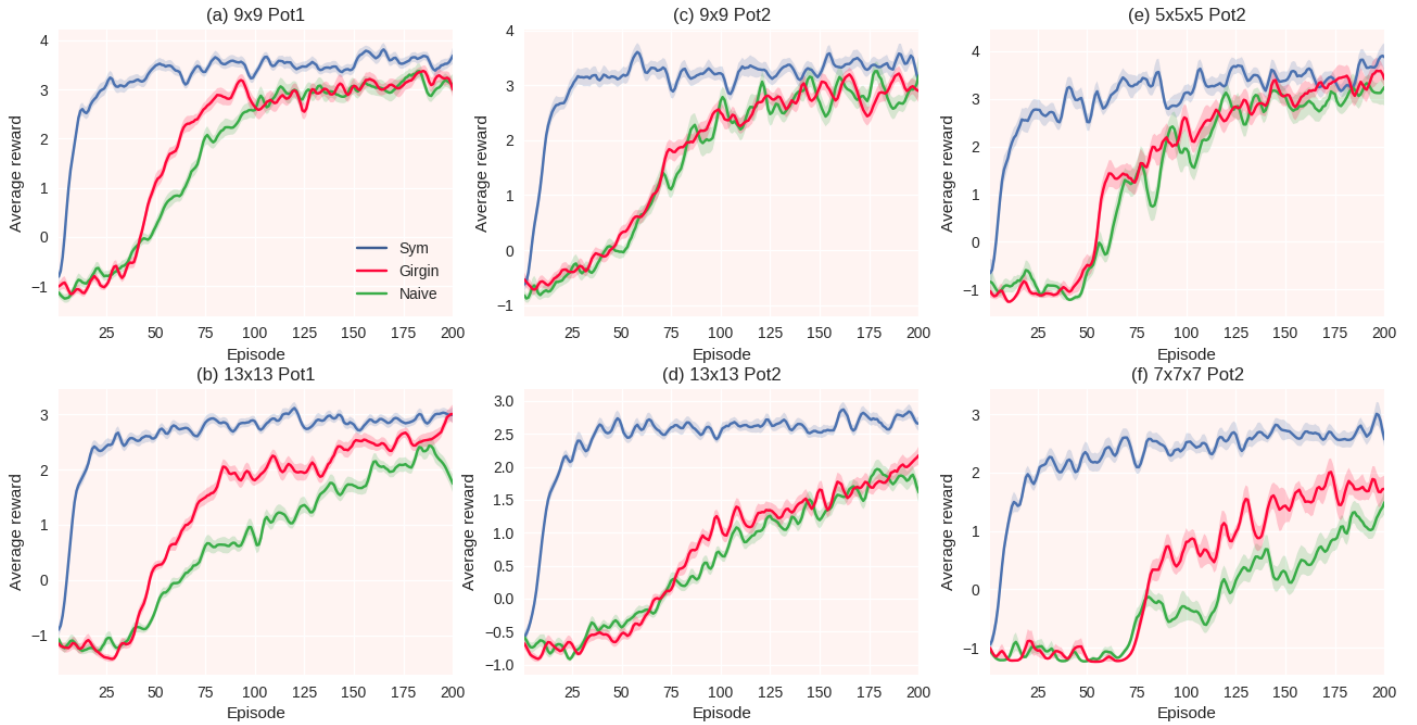 (a) 9x9 Pot1
Average reward
4
3
2
1
0
−1
25 50 75 100 125 150 175 200
Episode
Sym
Girgin
Naive
(c) 9x9 Pot2
Average reward
4
3
2
1
0
−1
25 50 75 100 125 150 175 200
Episode
(e) 5x5x5 Pot2
Average reward
4
3
2
1
0
−1
25 50 75 100 125 150 175 200
Episode
(b) 13x13 Pot1
Average reward
3
2
1
0
−1
25 50 75 100 125 150 175 200
Episode
(d) 13x13 Pot2
Average reward
3.0
2.5
2.0
1.5
1.0
0.5
0.0
−0.5
−1.0
25 50 75 100 125 150 175 200
Episode
(f) 7x7x7 Pot2
Average reward
3
2
1
0
−1
25 50 75 100 125 150 175 200
Episode